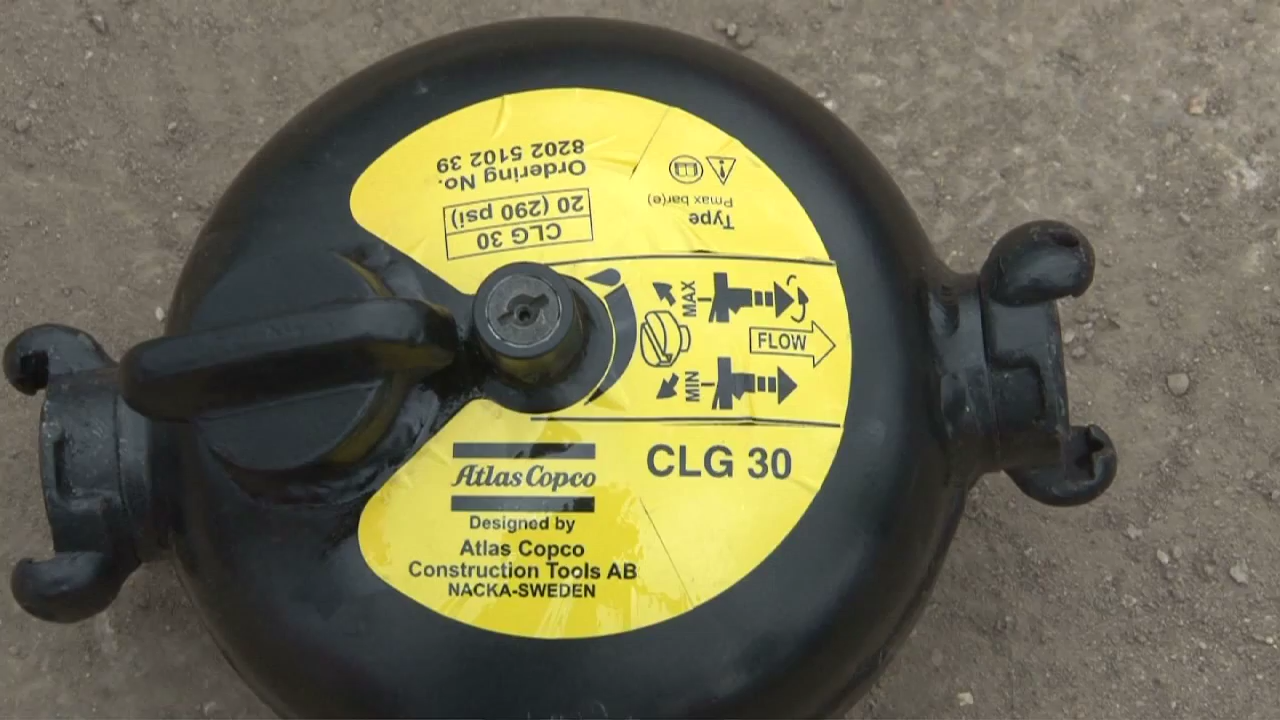 Ordering No.
8202 5102 39
Type
CLG 30
Pmax bar(e)
20 (290 psi)
MAX
FLOW
MIN
Atlas Copco
CLG 30
Designed by
Atlas Copco
Construction Tools AB
NACKA-SWEDEN